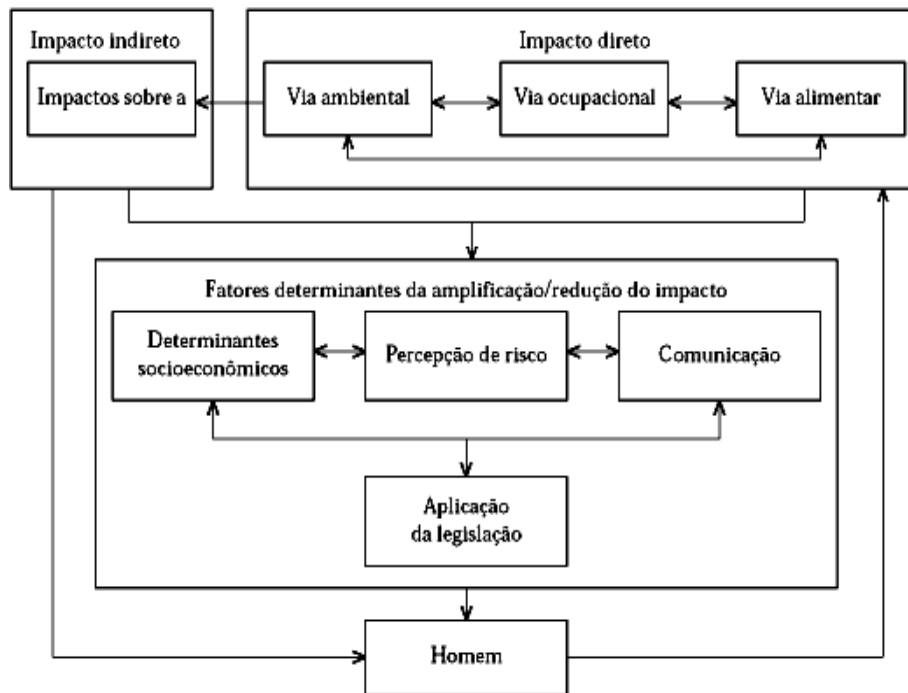 Impacto indireto
Impacto direto
Impactos sobre a
Via ambiental
Via ocupacional
Via alimentar
Fatores determinantes da amplificação/redução do impacto
Determinantes
socioeconômicos
Percepção de risco
Comunicação
Aplicação
da legislação
Homem